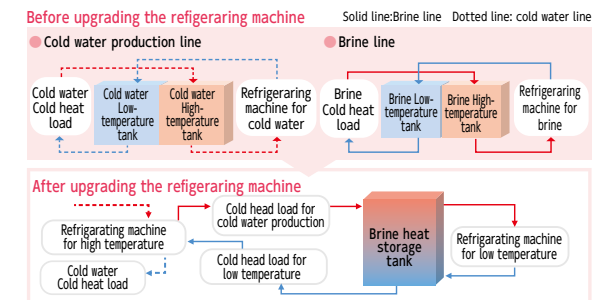 Before upgrading the refigeraring machine
Solid line:Brine line   Dotted line: cold water line
Cold water production line
Brine line
Cold water
Cold heat
load
Cold water
Low-
temperature
tank
Cold water
High-
temperature
tank
Refrigeraring
machine for
cold water
Brine
Cold heat
load
Brine Low-
temperature
tank
Brine High-
temperature
tank
Refrigeraring
machine for
brine
After upgrading the refigeraring machine
Refrigarating machine
for high temperature
Cold water
Cold heat load
Cold head load for
cold water production
Cold head load for
low temperature
Brine heat
storage
tank
Refrigarating machine
for low temperature